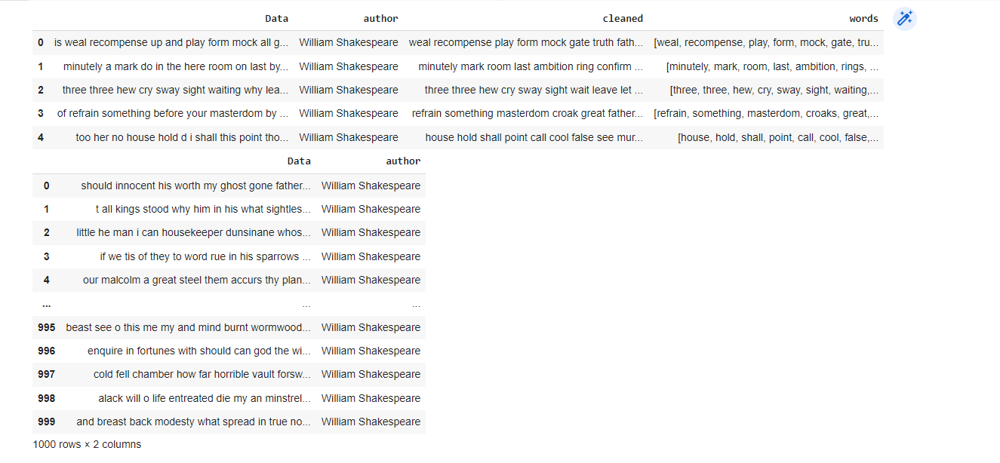 Data author cleaned words
0 is weal recompense up and play form mock all g... William Shakespeare weal recompense play form mock gate truth fath... [weal, recompense, play, form, mock, gate, tru...
1 minutely a mark do in the here room on last by... William Shakespeare minutely mark room last ambition ring confirm ... [minutely, mark, room, last, ambition, rings, ...
2 three three hew cry sway sight waiting why lea... William Shakespeare three three hew cry sway sight wait leave let ... [three, three, hew, cry, sway, sight, waiting,...
3 of refrain something before your masterdom by ... William Shakespeare refrain something masterdom croak great father... [refrain, something, masterdom, croaks, great,...
4 too her no house hold d i shall this point tho... William Shakespeare house hold shall point call cool false see mur... [house, hold, shall, point, call, cool, false,...
Data author
0 should innocent his worth my ghost gone father... William Shakespeare
1 t all kings stood why him in his what sightles... William Shakespeare
2 little he man i can housekeeper dunsinane whos... William Shakespeare
3 if we tis of they to word rue in his sparrows ... William Shakespeare
4 our malcolm a great steel them accurs thy plan... William Shakespeare
... ... ...
995 beast see o this me my and mind burnt wormwood... William Shakespeare
996 enquire in fortunes with should can god the wi... William Shakespeare
997 cold fell chamber how far horrible vault forsw... William Shakespeare
998 alack will o life entreated die my an minstrel... William Shakespeare
999 and breast back modesty what spread in true no... William Shakespeare
1000 rows × 2 columns